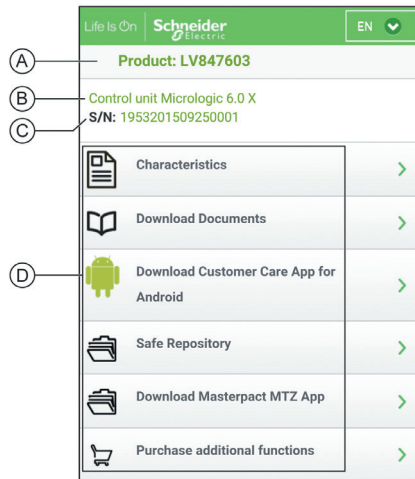 Life Is On Schneider Electric EN
A Product: LV847603
B Control unit Micrologic 6.0 X
C S/N: 1953201509250001
Characteristics
Download Documents
D Download Customer Care App for
Android
Safe Repository
Download Masterpact MTZ App
Purchase additional functions